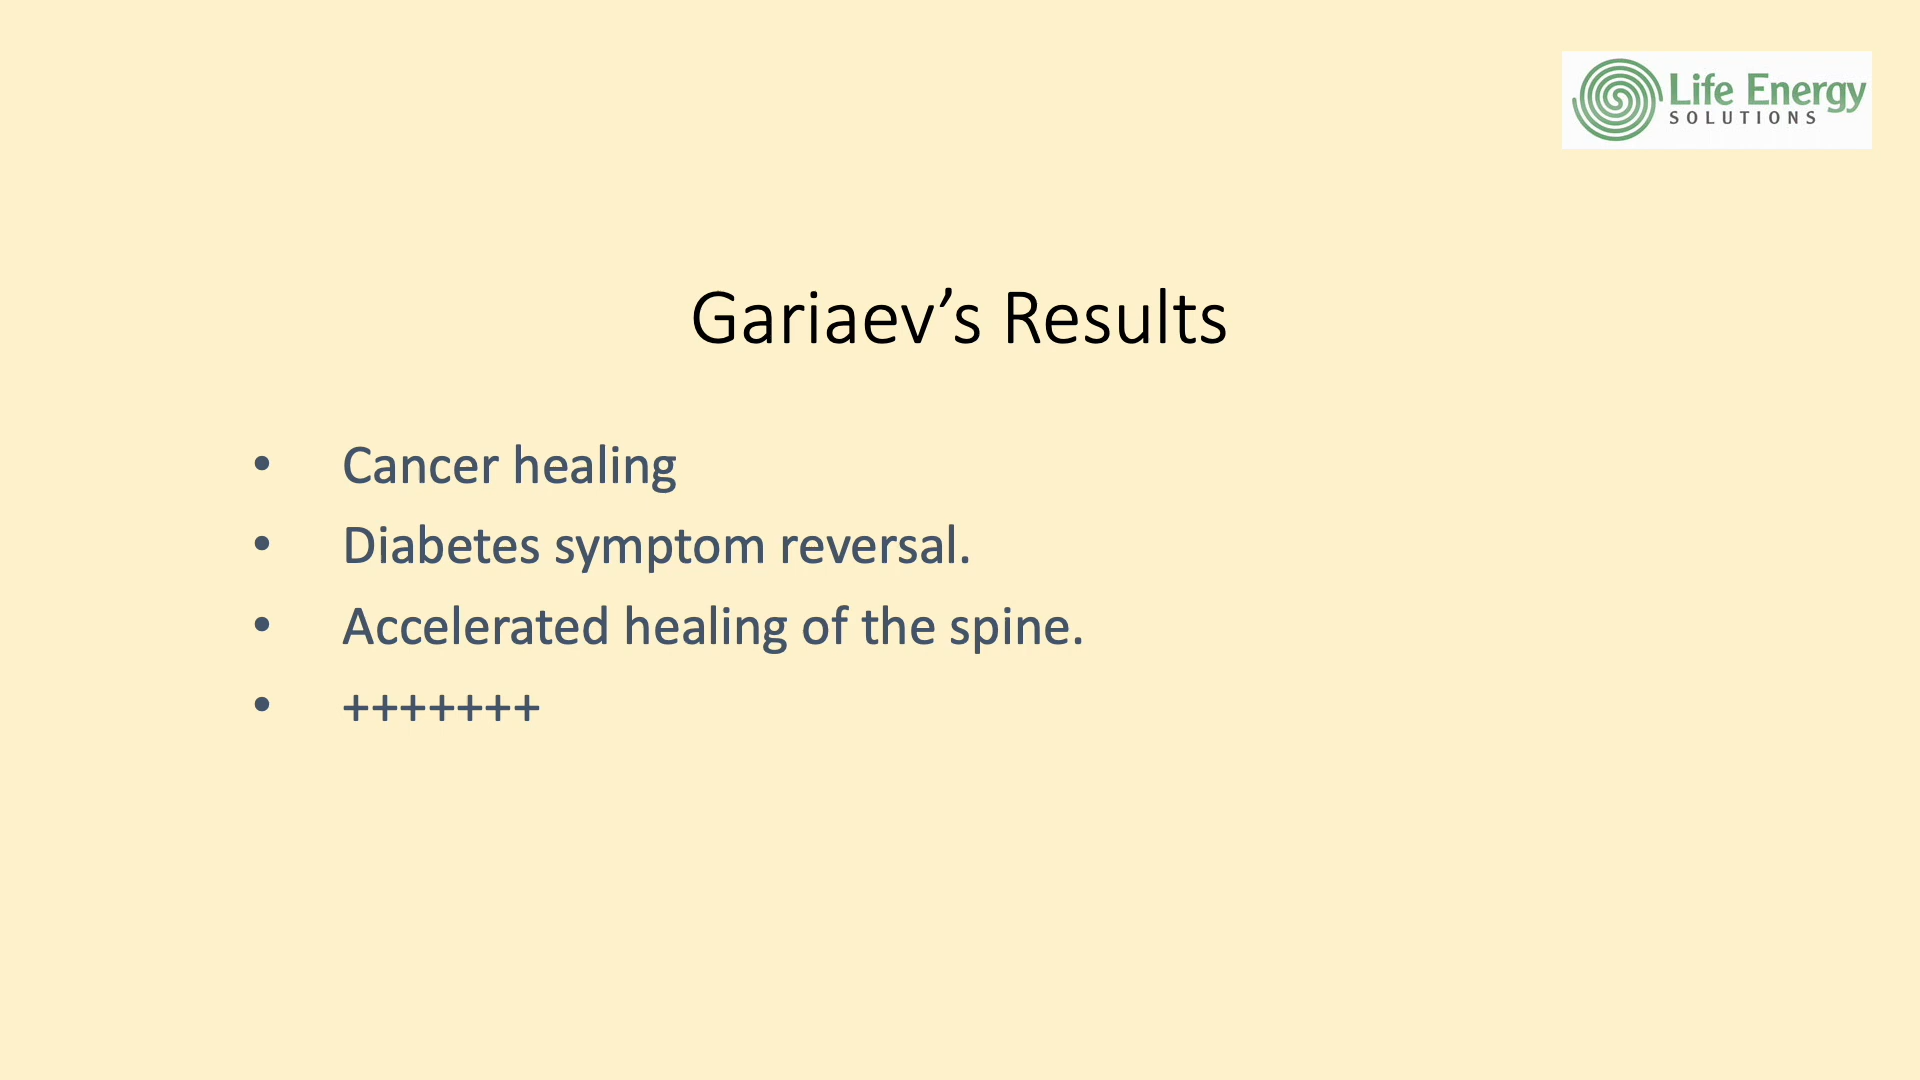 Life Energy
SOLUTIONS
Gariaev’s Results
• Cancer healing
• Diabetes symptom reversal.
• Accelerated healing of the spine.
• +++++++